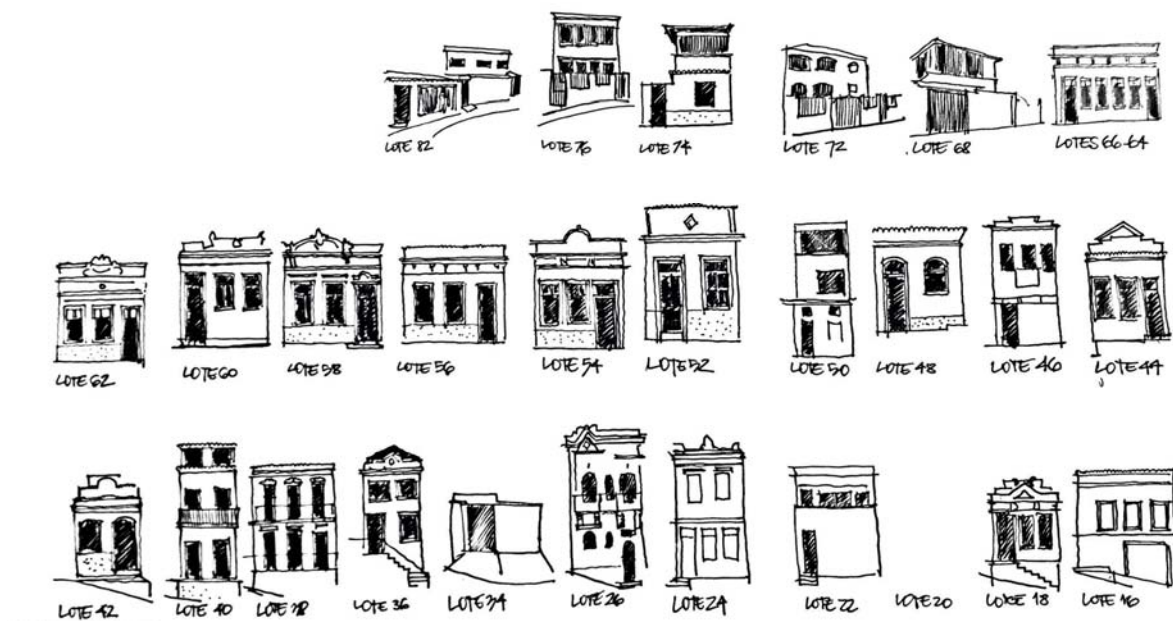 LOTE 82
LOTE 76
LOTE 74
LOTE 72
LOTE 68
LOTES 66-64
LOTE 62
LOTE 60
LOTE 58
LOTE 56
LOTE 54
LOTE 52
LOTE 50
LOTE 48
LOTE 46
LOTE 44
LOTE 42
LOTE 40
LOTE 38
LOTE 36
LOTE 34
LOTE 26
LOTE 24
LOTE 22
LOTE 20
LOTE 18
LOTE 16